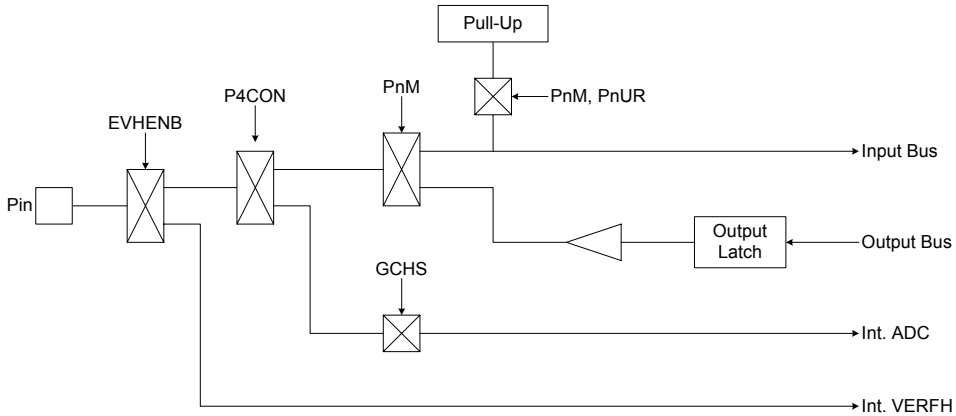 Pull-Up
PnM
PnM, PnUR
P4CON
EVHENB
Input Bus
Pin
Output
Latch
Output Bus
GCHS
Int. ADC
Int. VERFH